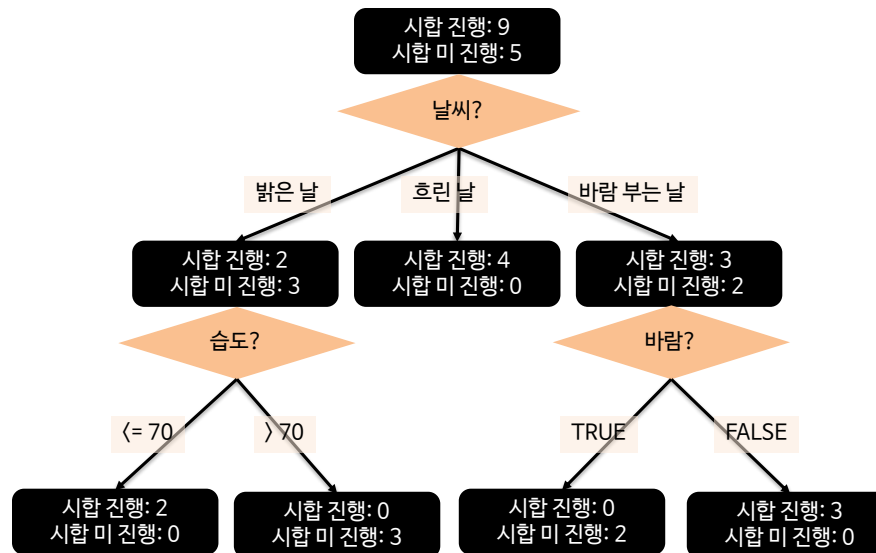 시합 진행: 9
시합 미 진행: 5
날씨?
밝은 날
흐린 날
바람 부는 날
시합 진행: 2
시합 미 진행: 3
시합 진행: 4
시합 미 진행: 0
시합 진행: 3
시합 미 진행: 2
습도?
바람?
<= 70
> 70
TRUE
FALSE
시합 진행: 2
시합 미 진행: 0
시합 진행: 0
시합 미 진행: 3
시합 진행: 0
시합 미 진행: 2
시합 진행: 3
시합 미 진행: 0